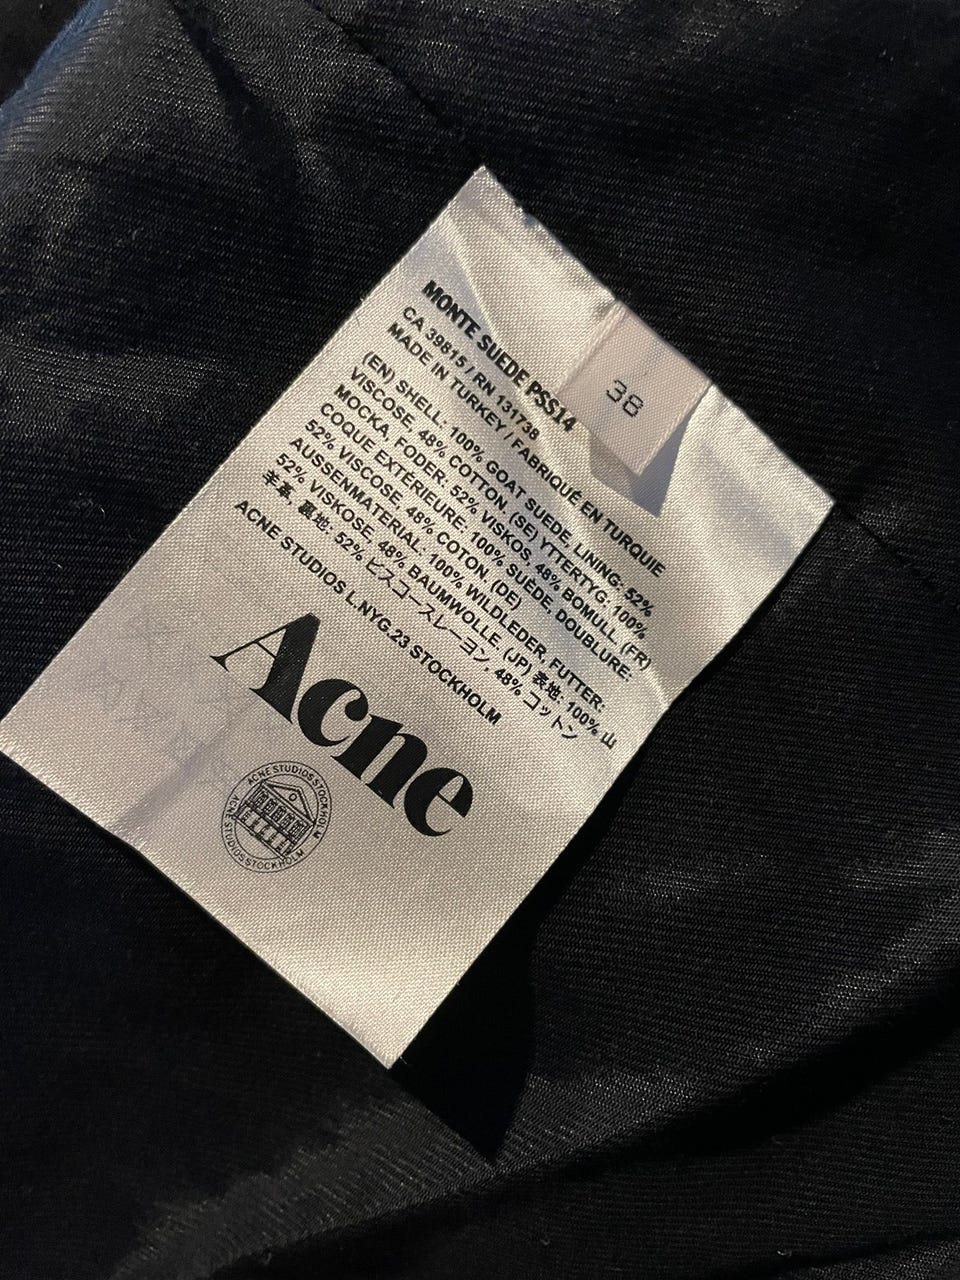 38
MONTE SUEDE PSS14
CA 39815 / RN 131738
MADE IN TURKEY / FABRIQUÉ EN TURQUIE
(EN) SHELL: 100% GOAT SUEDE, LINING: 52%
VISCOSE, 48% COTTON. (SE) YTTERTYG: 100%
MOCKA, FODER: 52% VISKOS, 48% BOMULL. (FR)
COQUE EXTÉRIEURE: 100% SUÈDE, DOUBLURE:
52% VISCOSE, 48% COTON. (DE)
AUSSENMATERIAL: 100% WILDLEDER, FUTTER:
52% VISKOSE, 48% BAUMWOLLE. (JP) 表地: 100% 山
羊革, 裏地: 52% ビスコースレーヨン, 48% コットン
ACNE STUDIOS L.NYG.23 STOCKHOLM
Acne
ACNE STUDIOS STOCKHOLM
ACNE STUDIOS STOCKHOLM